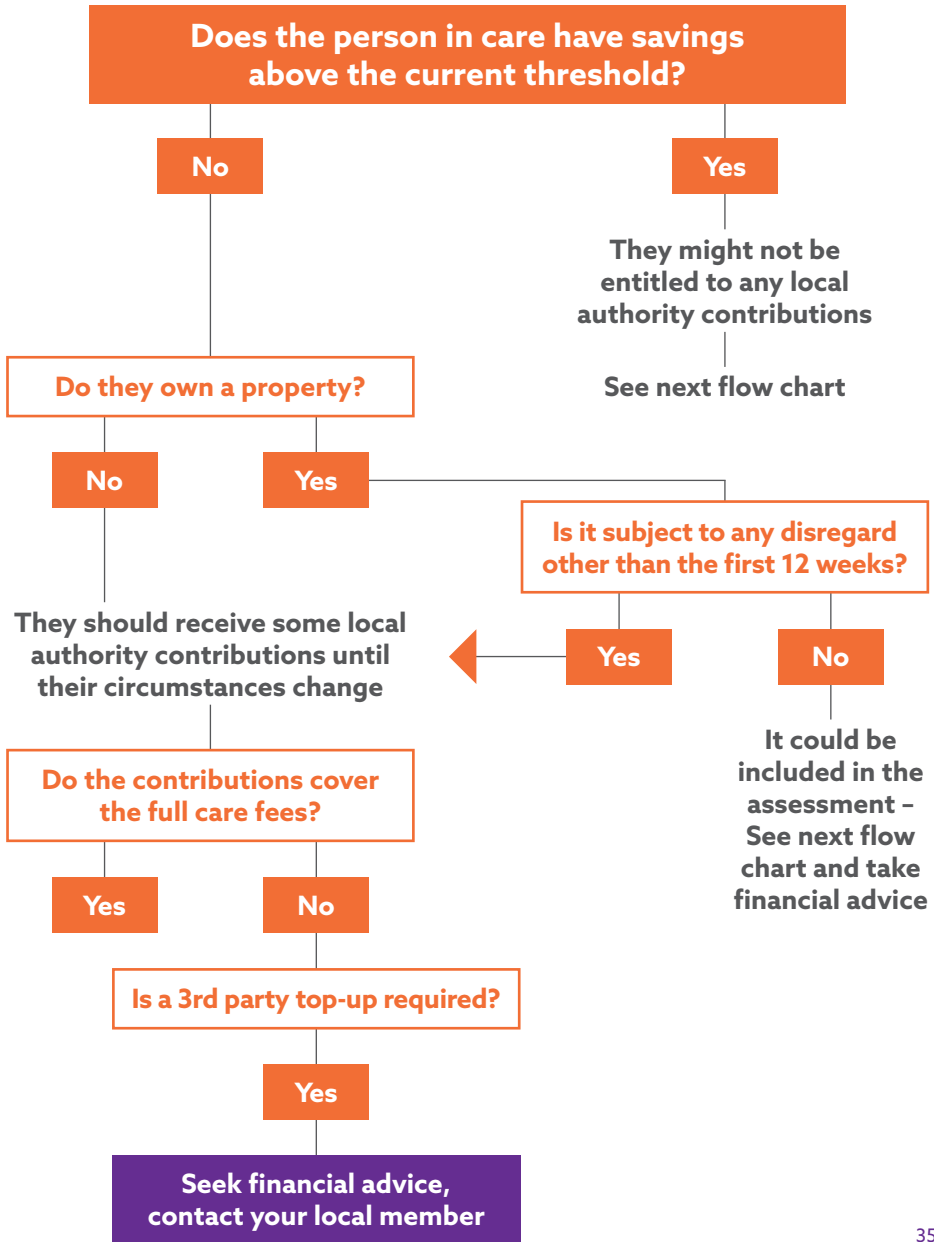 Does the person in care have savings
above the current threshold?
No
Yes
They might not be
entitled to any local
authority contributions
See next flow chart
Do they own a property?
No
Yes
Is it subject to any disregard
other than the first 12 weeks?
Yes
No
They should receive some local
authority contributions until
their circumstances change
It could be
included in the
assessment –
See next flow
chart and take
financial advice
Do the contributions cover
the full care fees?
Yes
No
Is a 3rd party top-up required?
Yes
Seek financial advice,
contact your local member
35